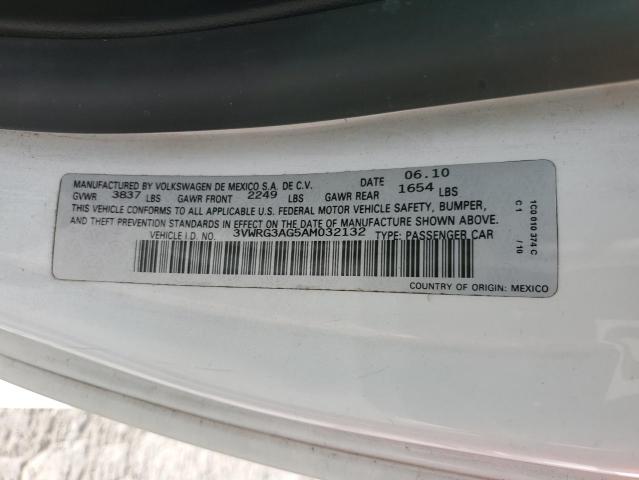 MANUFACTURED BY VOLKSWAGEN DE MEXICO S.A. DE C.V. DATE 06.10
GVWR 3837 LBS GAWR FRONT 2249 LBS GAWR REAR 1654 LBS
THIS VEHICLE CONFORMS TO ALL APPLICABLE U.S. FEDERAL MOTOR VEHICLE SAFETY, BUMPER,
AND THEFT PREVENTION STANDARDS IN EFFECT ON THE DATE OF MANUFACTURE SHOWN ABOVE.
VEHICLE I.D. NO. 3VWRG3AG5AM032132 TYPE: PASSENGER CAR
COUNTRY OF ORIGIN: MEXICO
1C0 010 374 C
C1 /10